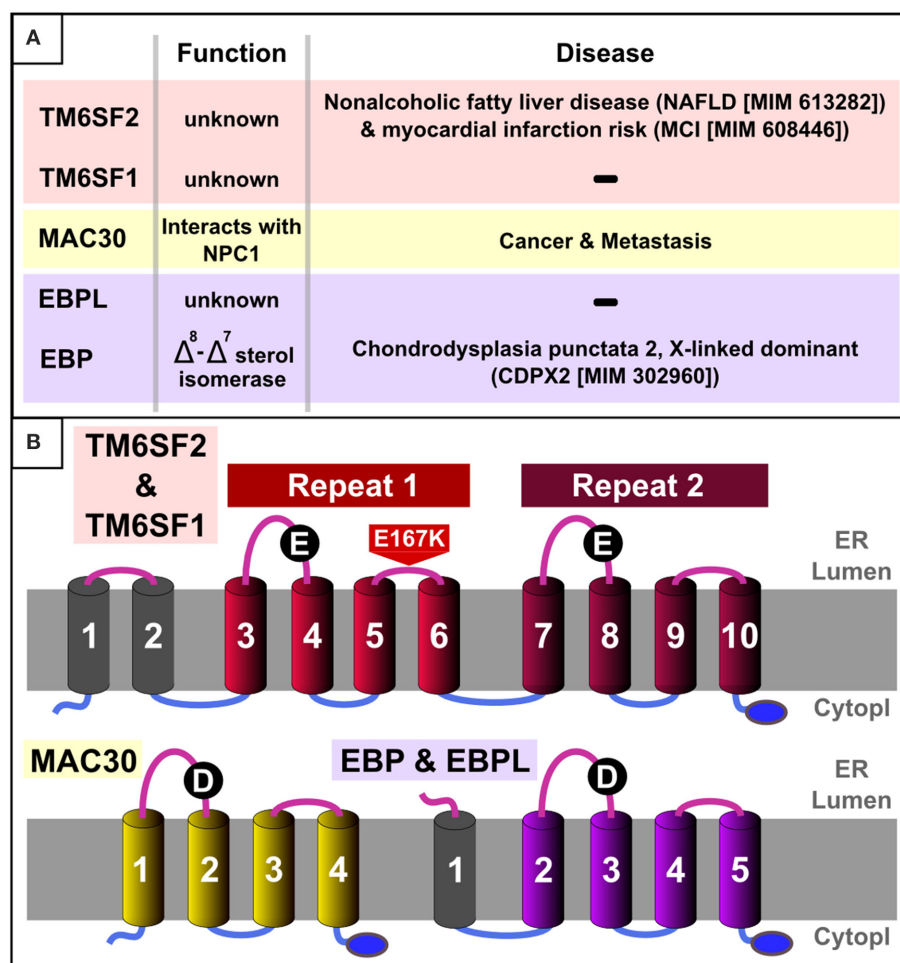 A
Function Disease
TM6SF2 unknown Nonalcoholic fatty liver disease (NAFLD [MIM 613282])
& myocardial infarction risk (MCI [MIM 608446])
TM6SF1 unknown -
MAC30 Interacts with
NPC1 Cancer & Metastasis
EBPL unknown -
EBP Δ8-Δ7 sterol
isomerase Chondrodysplasia punctata 2, X-linked dominant
(CDPX2 [MIM 302960])
B
TM6SF2
&
TM6SF1
Repeat 1 Repeat 2
E E167K E
ER
Lumen
1 2 3 4 5 6 7 8 9 10
Cytopl
MAC30 EBP & EBPL
D D
ER
Lumen
1 2 3 4 1 2 3 4 5
Cytopl